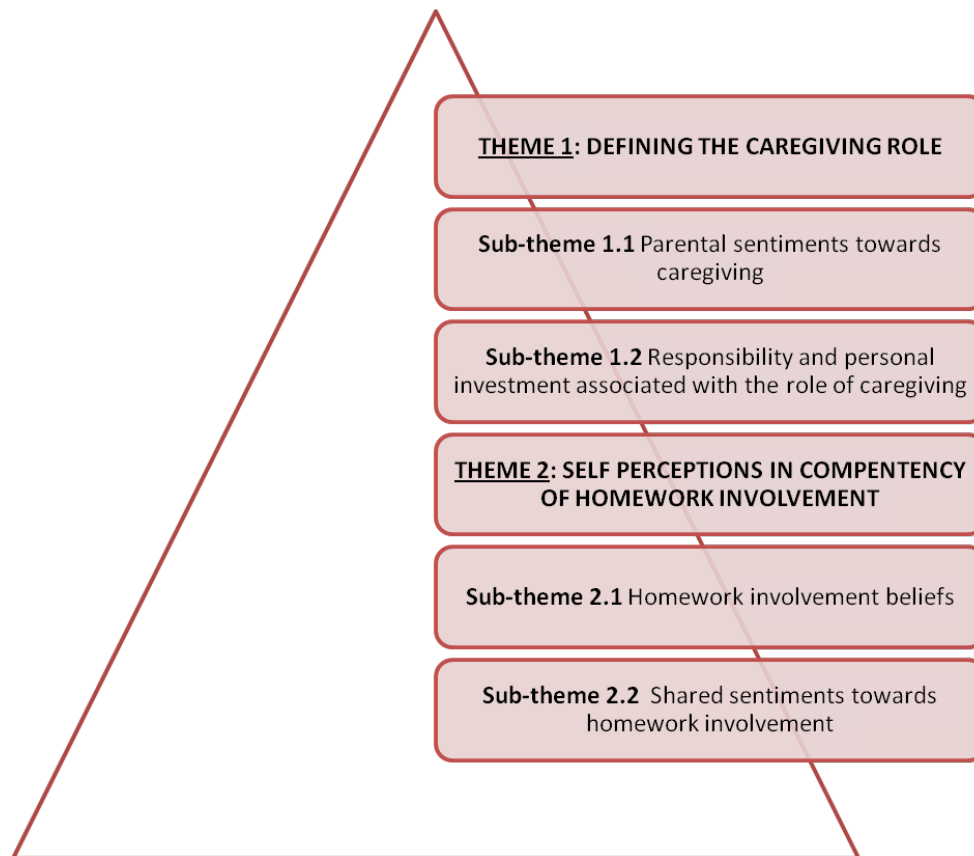 THEME 1: DEFINING THE CAREGIVING ROLE
Sub-theme 1.1 Parental sentiments towards
caregiving
Sub-theme 1.2 Responsibility and personal
investment associated with the role of caregiving
THEME 2: SELF PERCEPTIONS IN COMPENTENCY
OF HOMEWORK INVOLVEMENT
Sub-theme 2.1 Homework involvement beliefs
Sub-theme 2.2 Shared sentiments towards
homework involvement